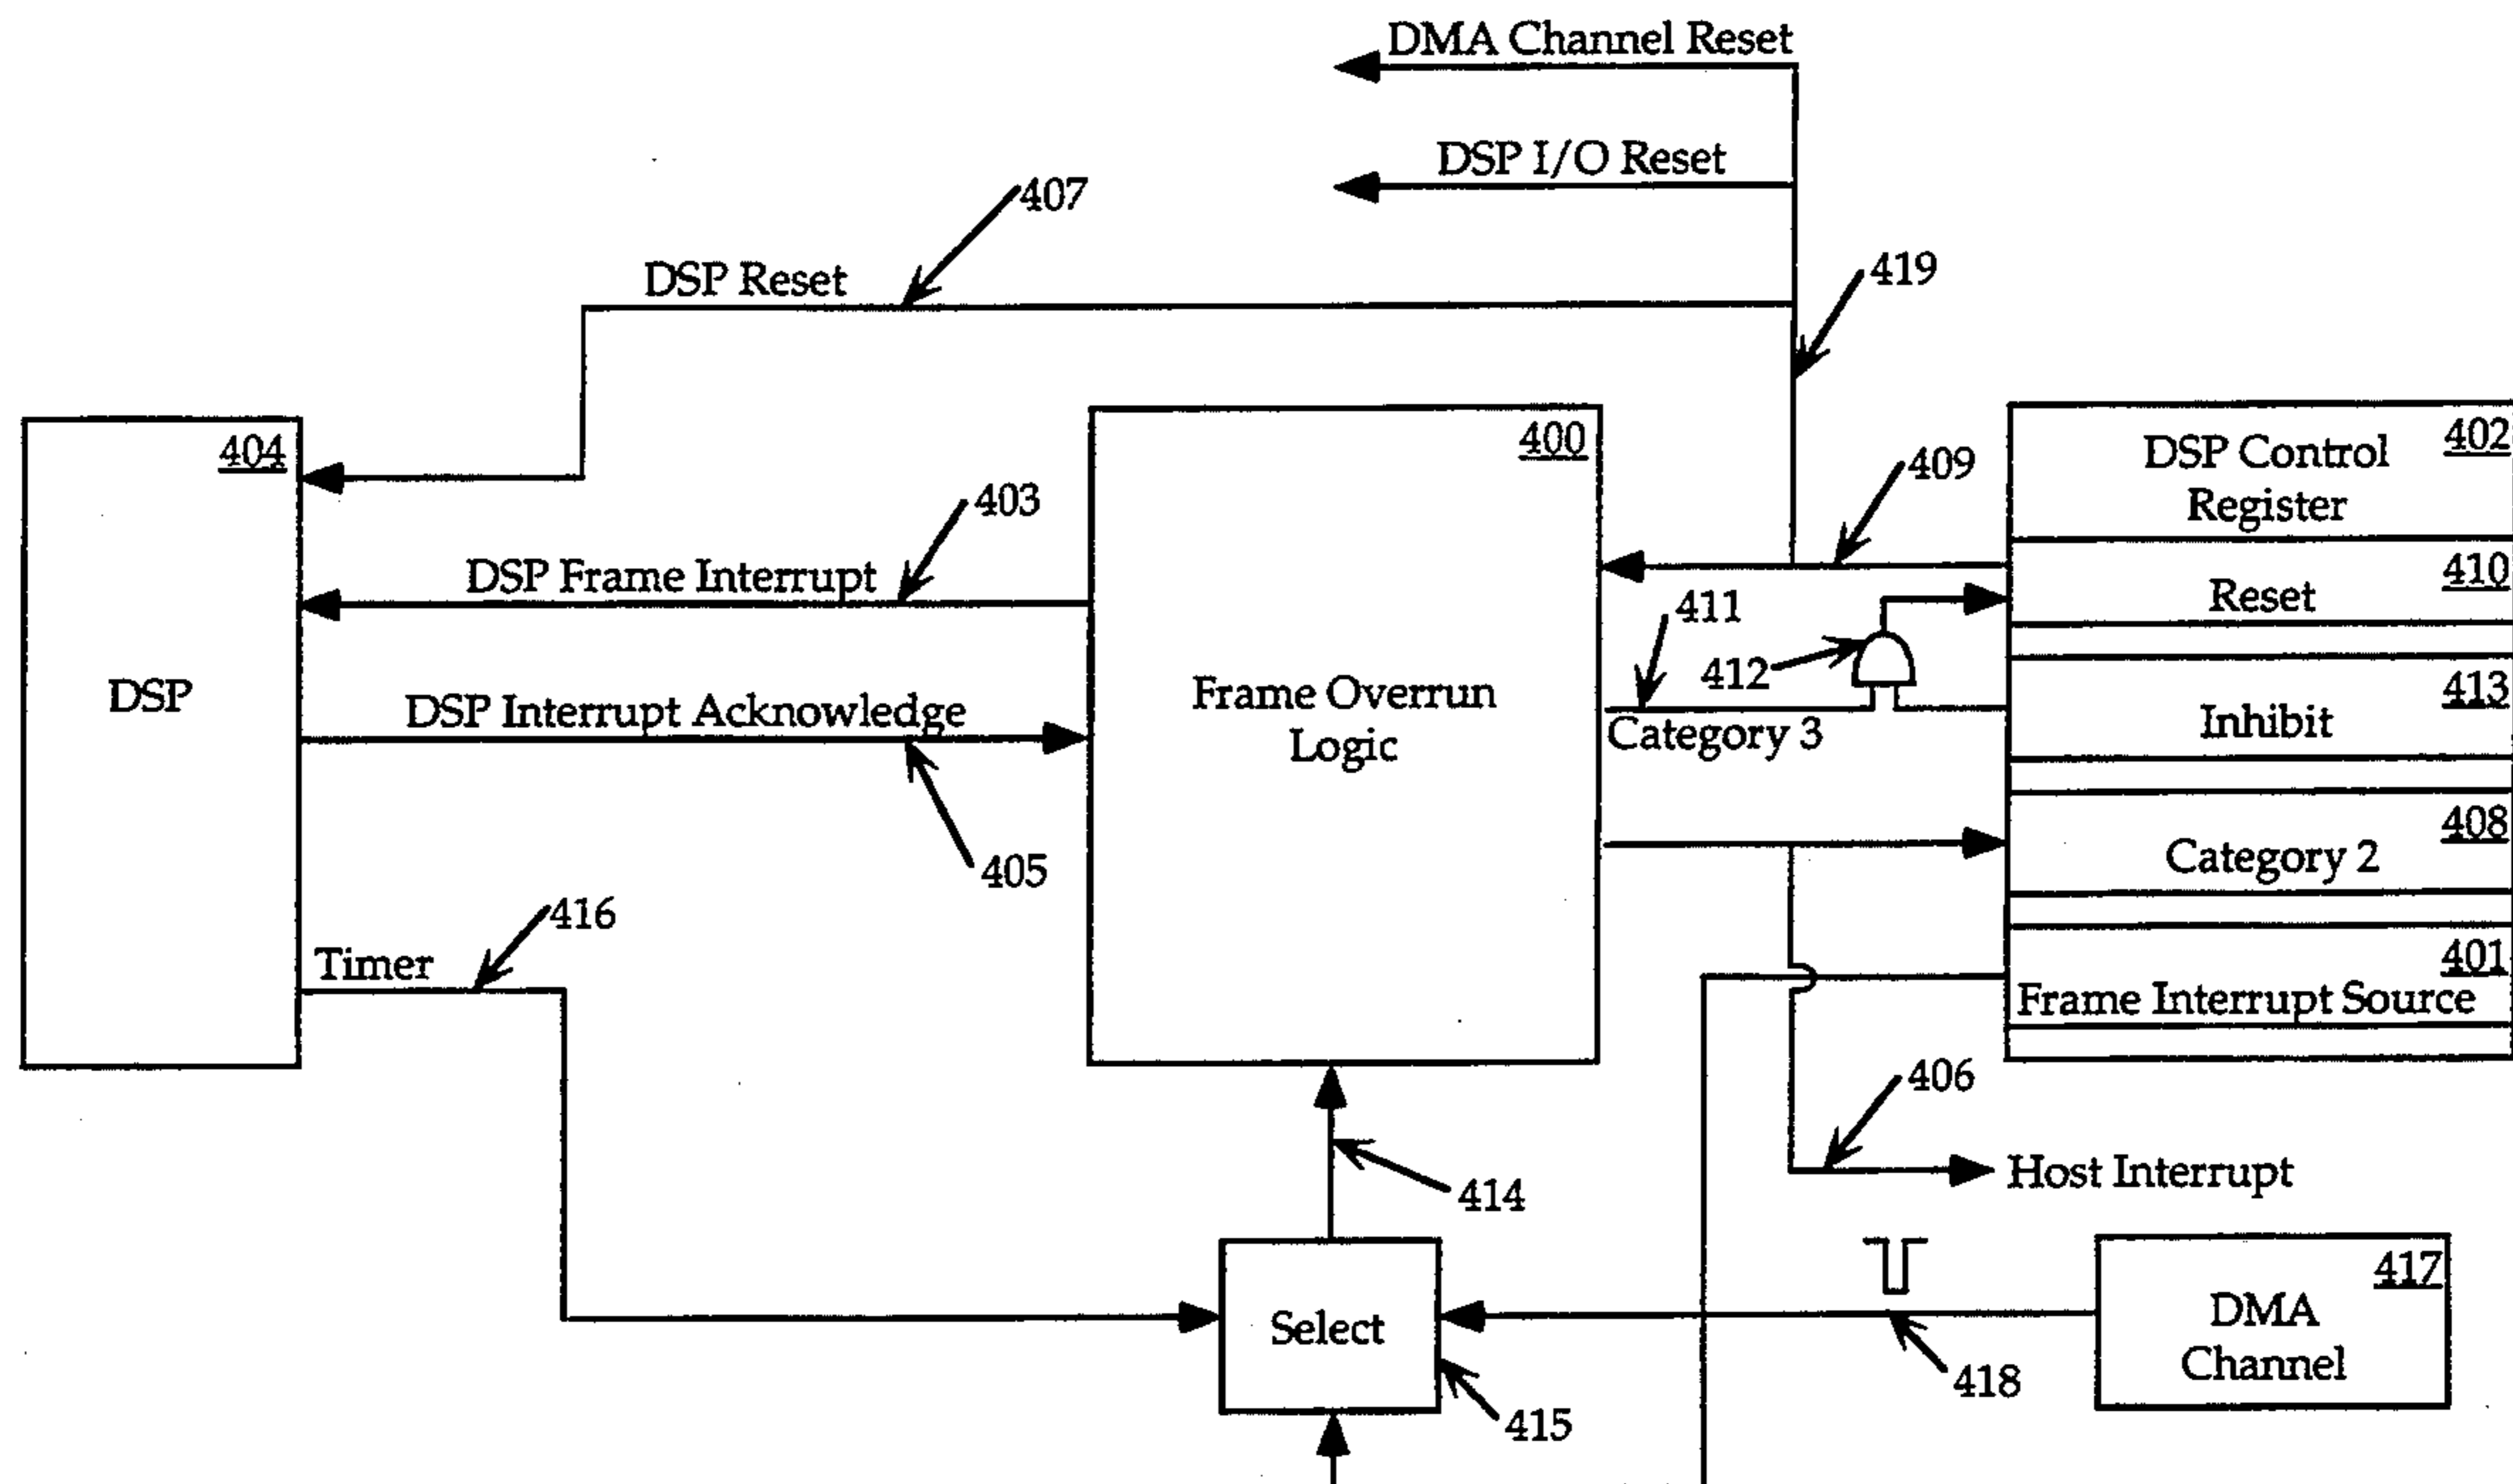 DMA Channel Reset
DSP I/O Reset
407
DSP Reset
419
404
400
DSP Control
Register
402
409
403
DSP Frame Interrupt
410
Reset
411
412
DSP
Frame Overrun
Logic
413
Inhibit
DSP Interrupt Acknowledge
Category 3
405
408
Category 2
416
Timer
401
Frame Interrupt Source
406
Host Interrupt
414
417
DMA
Channel
Select
418
415